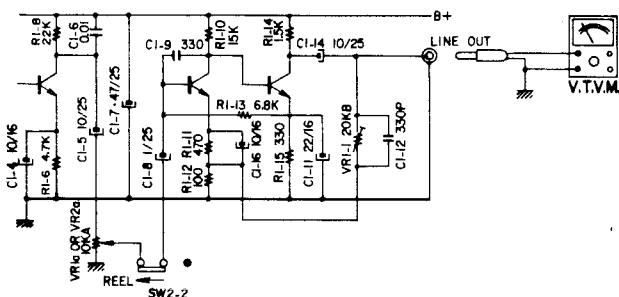 B+
R1-8
22K
C1-6
0.01
C1-9 330
R1-10
15K
R1-14
1.5K
C1-14 10/25
LINE OUT
V.T.V.M.
R1-13 6.8K
C1-4 10/16
R1-6 4.7K
C1-5 10/25
C1-7 47/25
C1-8 1/25
R1-11
470
R1-12
100
C1-16 10/16
R1-15 330
C1-11 22/16
VR1-1 20KB
C1-12 330P
VR1a OR VR2a
10KA
REEL
SW2-2